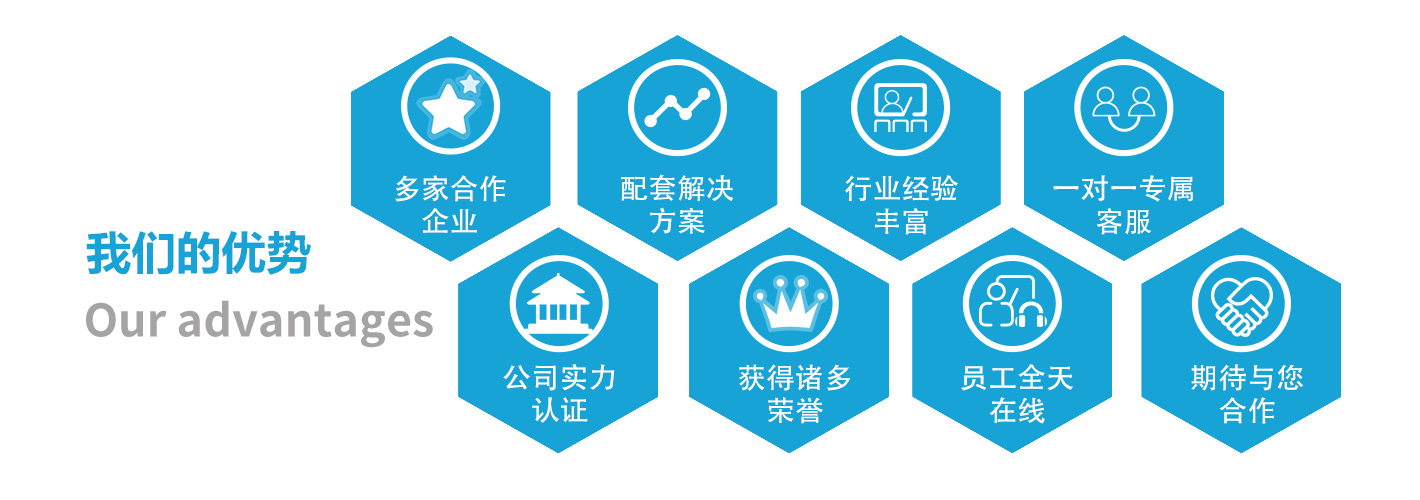 我们的优势
Our advantages
多家合作
企业
配套解决
方案
行业经验
丰富
一对一专属
客服
公司实力
认证
获得诸多
荣誉
员工全天
在线
期待与您
合作